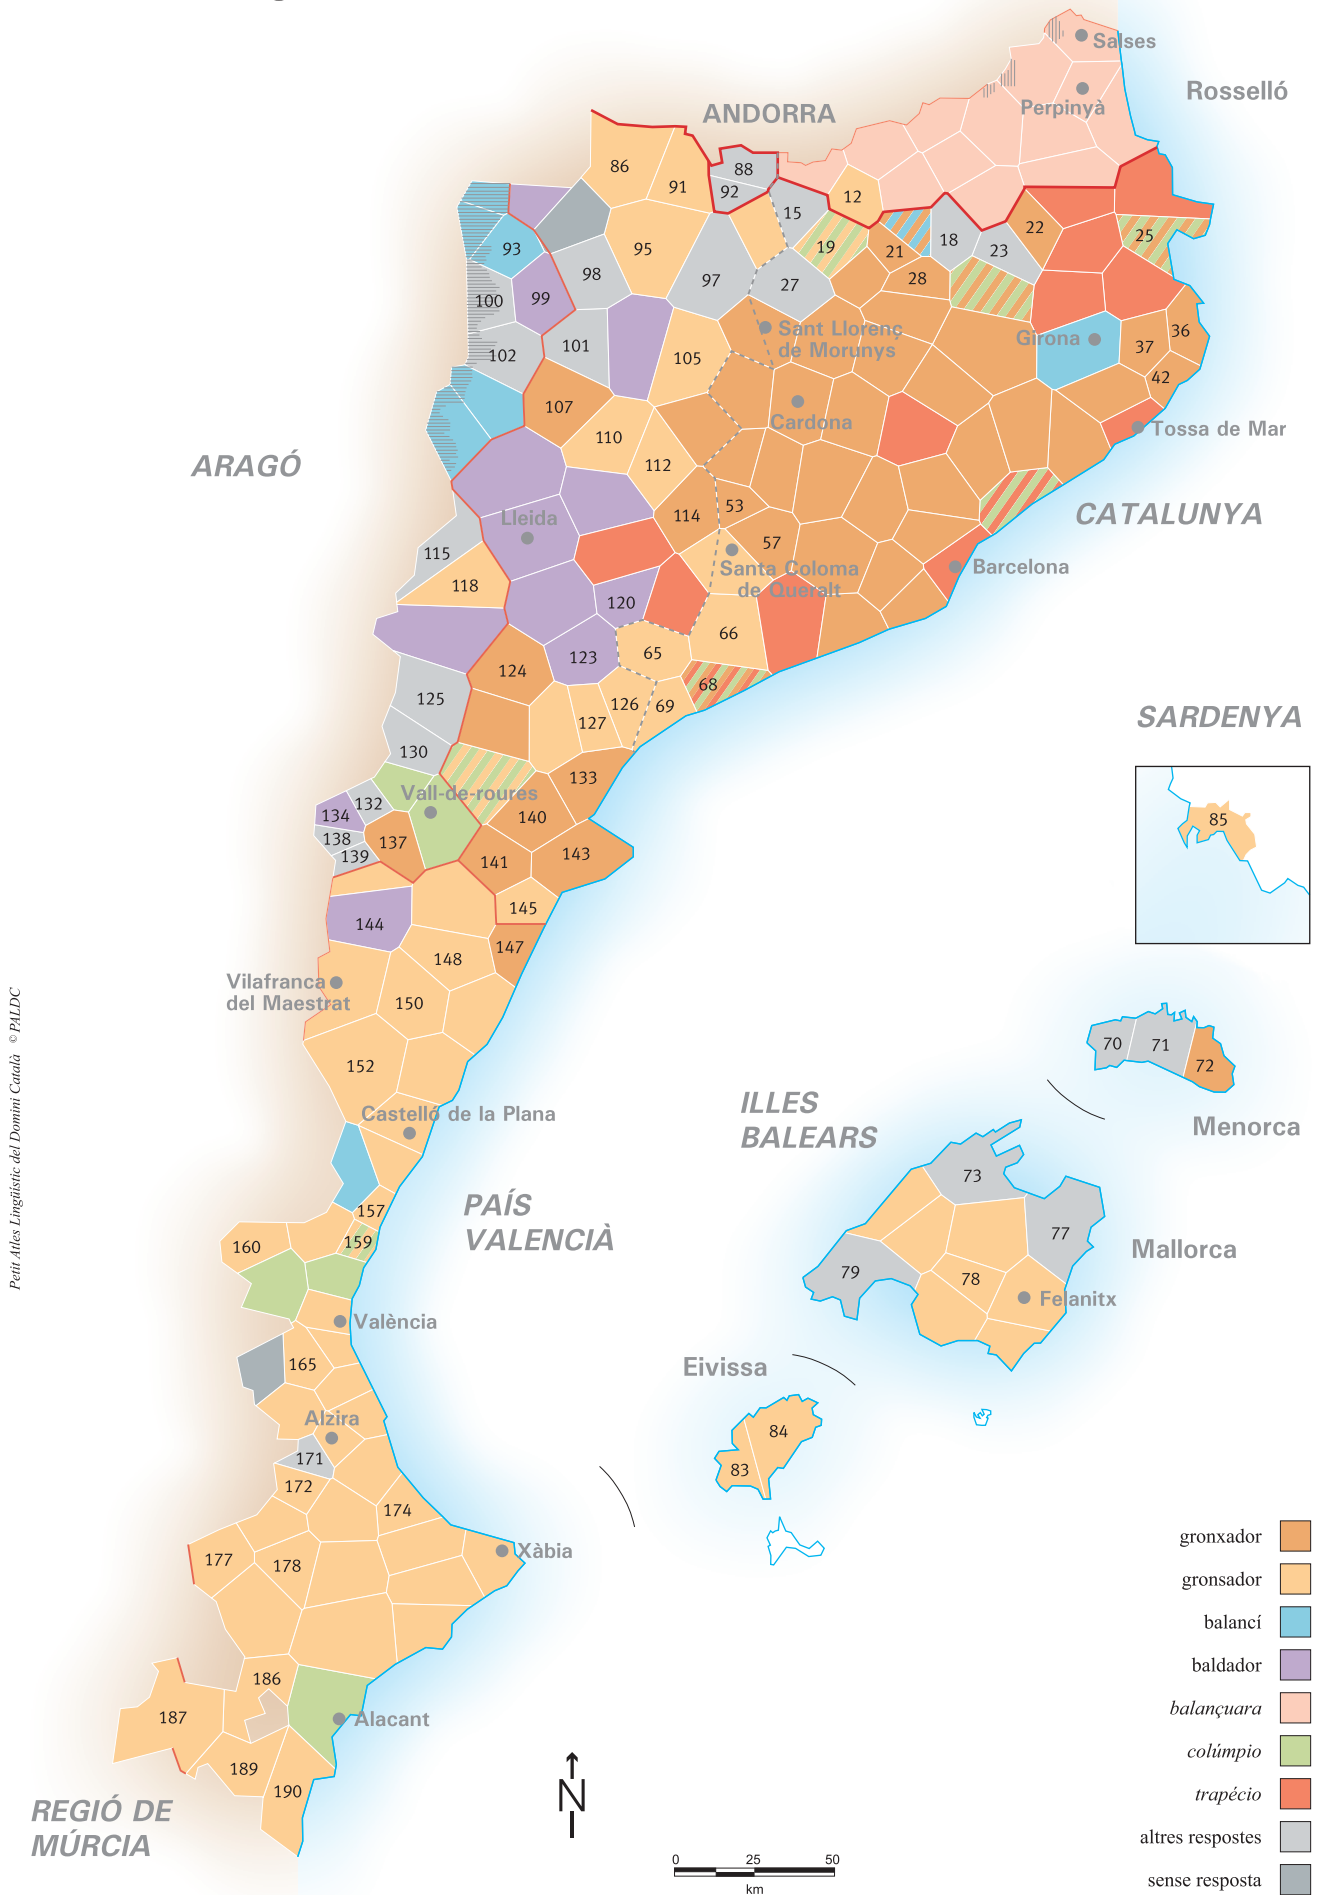 Salses
Rosselló
Perpinyà
ANDORRA
86
88
91
92
12
15
22
25
19
18
21
23
93
95
98
97
27
28
99
100
Sant Llorenç
de Morunys
Girona
36
37
101
102
105
42
107
Cardona
Tossa de Mar
110
ARAGÓ
112
53
114
CATALUNYA
Lleida
57
115
Santa Coloma
de Queralt
Barcelona
118
120
66
65
123
124
68
125
126
69
127
SARDENYA
130
133
Vall-de-roures
132
134
140
85
138
137
139
141
143
145
144
147
148
Vilafranca
del Maestrat
150
70
71
72
152
ILLES
BALEARS
Castelló de la Plana
Menorca
73
157
PAÍS
VALENCIÀ
77
159
160
Mallorca
79
78
Felanitx
València
165
Eivissa
Alzira
84
171
83
172
174
Xàbia
177
178
186
187
Alacant
189
190
REGIÓ DE
MÚRCIA
N
0 25 50
km
gronxador
gronsador
balancí
baldador
balançuara
colúmpio
trapécio
altres respostes
sense resposta
Petit Atles Lingüístic del Domini Català © PALDC